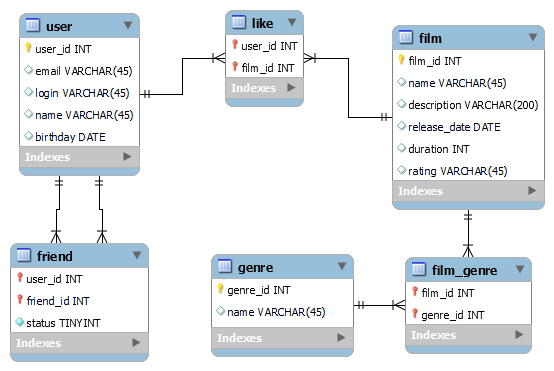 user
user_id INT
email VARCHAR(45)
login VARCHAR(45)
name VARCHAR(45)
birthday DATE
Indexes
like
user_id INT
film_id INT
Indexes
film
film_id INT
name VARCHAR(45)
description VARCHAR(200)
release_date DATE
duration INT
rating VARCHAR(45)
Indexes
friend
user_id INT
friend_id INT
status TINYINT
Indexes
genre
genre_id INT
name VARCHAR(45)
Indexes
film_genre
film_id INT
genre_id INT
Indexes